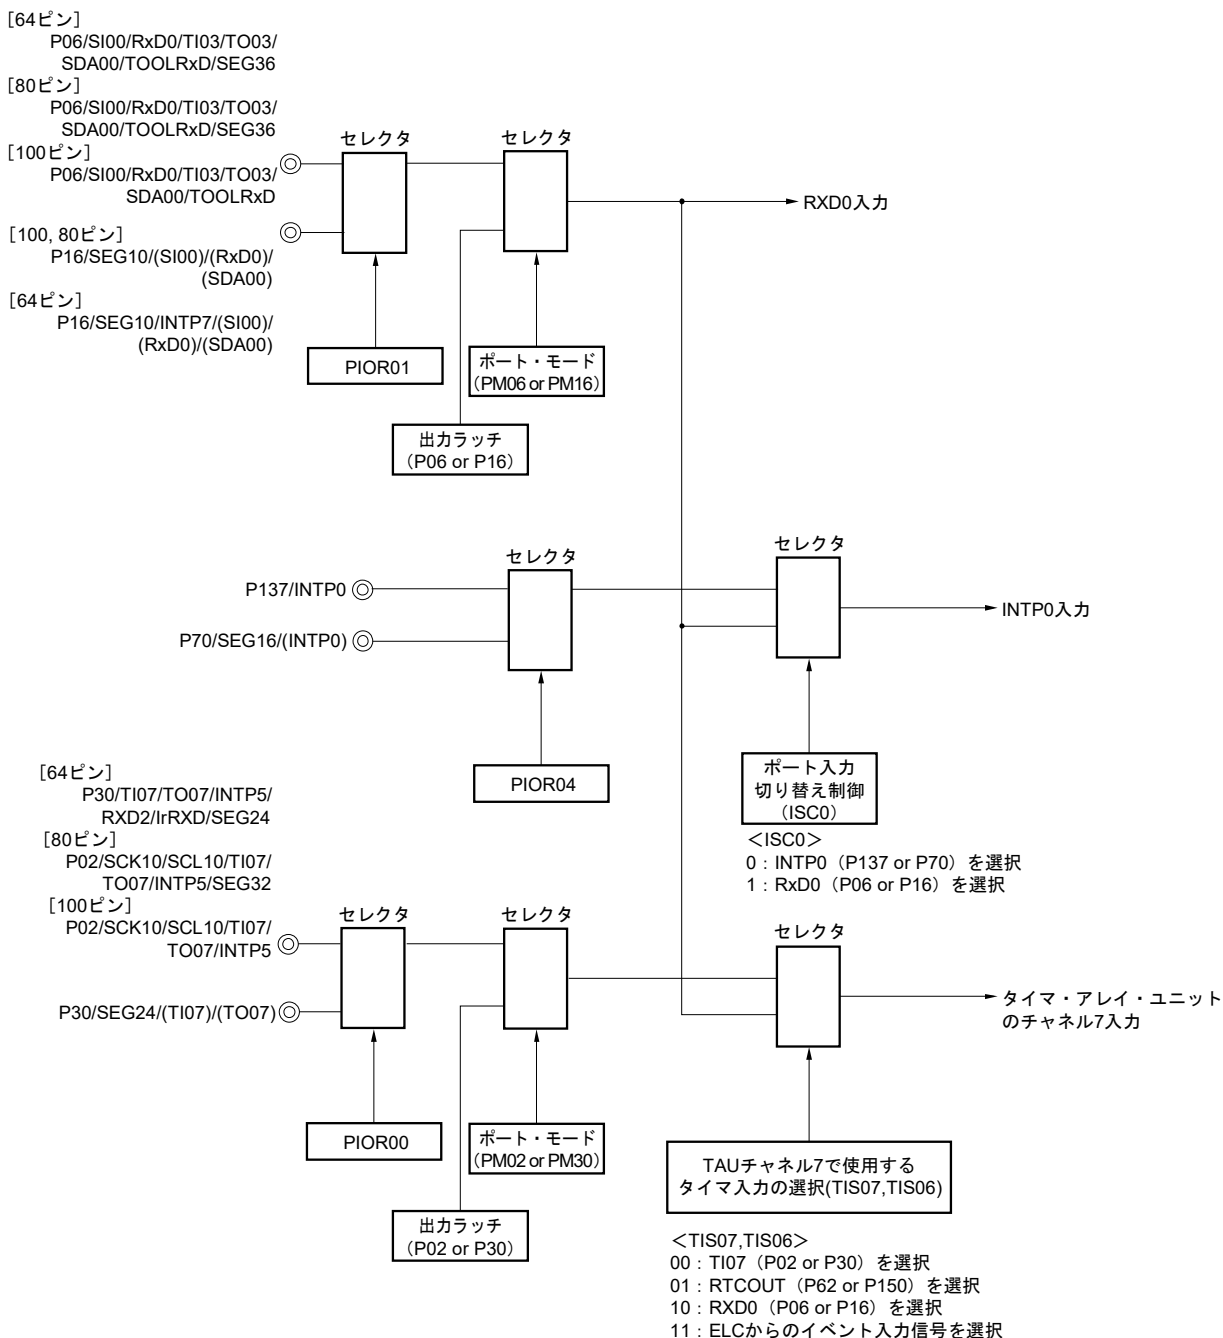 ［64ピン］
P06/SI00/RxD0/TI03/TO03/
SDA00/TOOLRxD/SEG36
［80ピン］
P06/SI00/RxD0/TI03/TO03/
SDA00/TOOLRxD/SEG36
［100ピン］
P06/SI00/RxD0/TI03/TO03/
SDA00/TOOLRxD
［100, 80ピン］
P16/SEG10/(SI00)/(RxD0)/
(SDA00)
［64ピン］
P16/SEG10/INTP7/(SI00)/
(RxD0)/(SDA00)
セレクタ
セレクタ
RXD0入力
PIOR01
ポート・モード
（PM06 or PM16）
出力ラッチ
（P06 or P16）
セレクタ
セレクタ
P137/INTP0
P70/SEG16/(INTP0)
INTP0入力
PIOR04
ポート入力
切り替え制御
（ISC0）
＜ISC0＞
0：INTP0（P137 or P70）を選択
1：RxD0（P06 or P16）を選択
［64ピン］
P30/TI07/TO07/INTP5/
RXD2/IrRXD/SEG24
［80ピン］
P02/SCK10/SCL10/TI07/
TO07/INTP5/SEG32
［100ピン］
P02/SCK10/SCL10/TI07/
TO07/INTP5
P30/SEG24/(TI07)/(TO07)
セレクタ
セレクタ
セレクタ
タイマ・アレイ・ユニット
のチャネル7入力
PIOR00
ポート・モード
（PM02 or PM30）
出力ラッチ
（P02 or P30）
TAUチャネル7で使用する
タイマ入力の選択(TIS07,TIS06)
＜TIS07,TIS06＞
00：TI07（P02 or P30）を選択
01：RTCOUT（P62 or P150）を選択
10：RXD0（P06 or P16）を選択
11：ELCからのイベント入力信号を選択